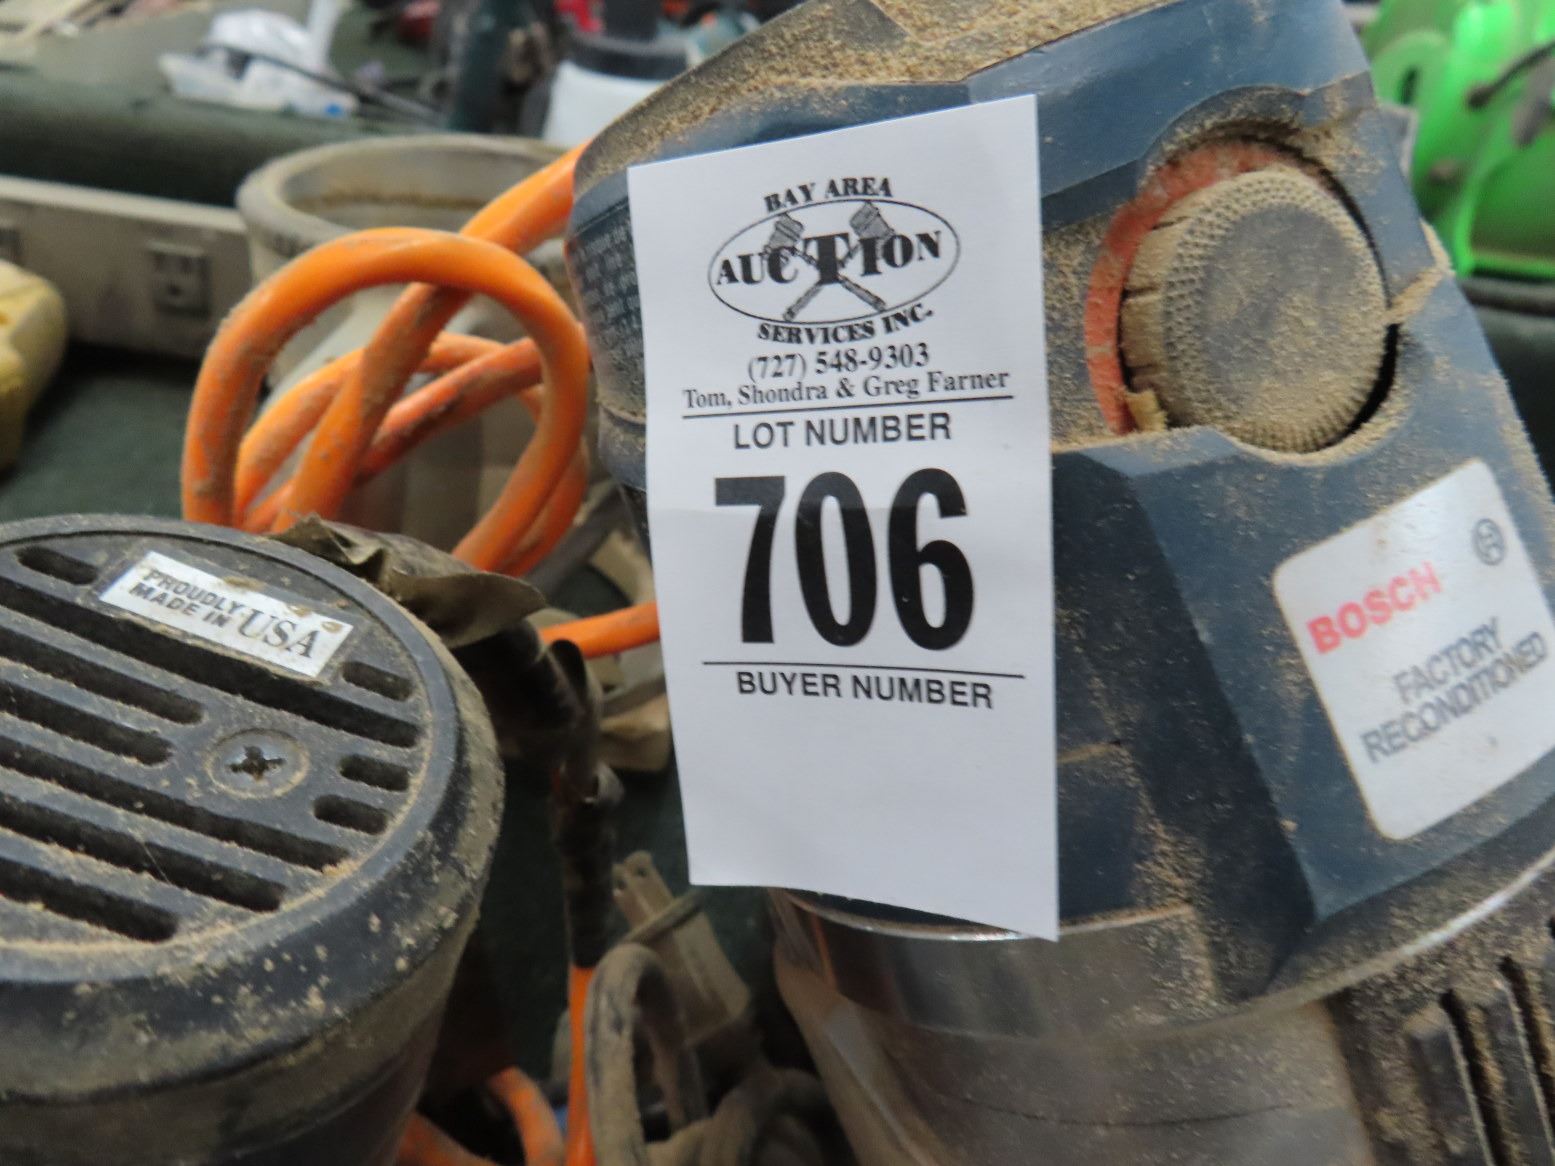 BAY AREA
AUCTION
SERVICES INC.
(727) 548-9303
Tom, Shondra & Greg Farner
LOT NUMBER
706
BUYER NUMBER
BOSCH
FACTORY
RECONDITIONED
PROUDLY
MADE IN USA